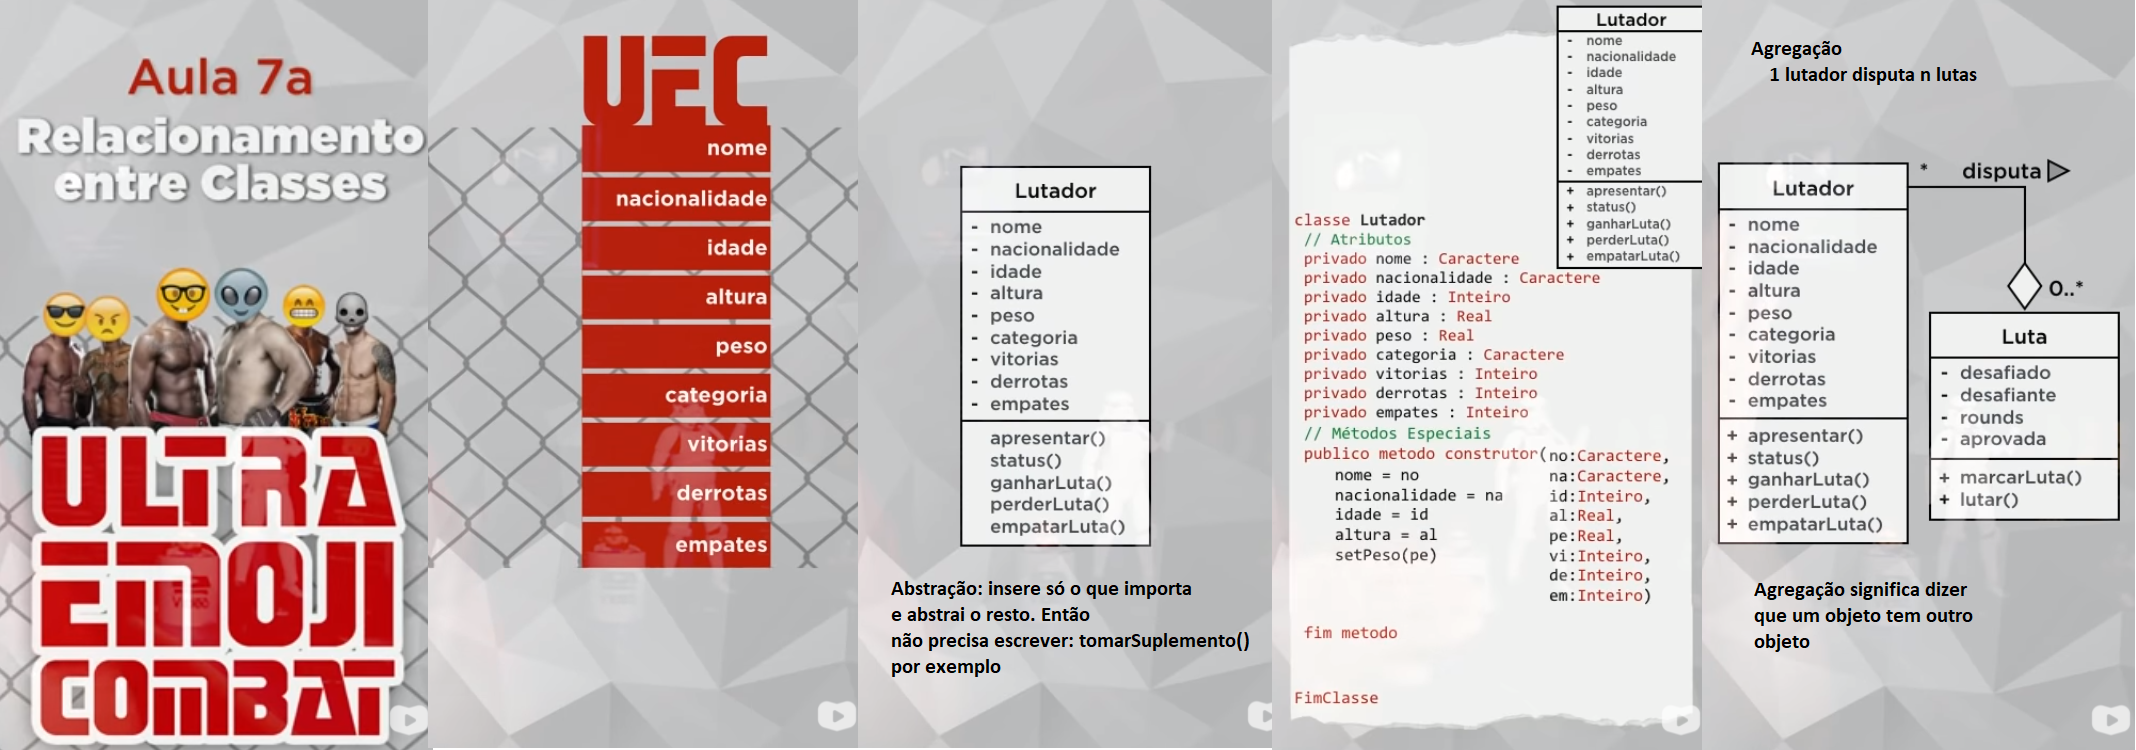 Aula 7a
Relacionamento
entre Classes
ULTRA
EMOJI
COMBAT
UFC
nome
nacionalidade
idade
altura
peso
categoria
vitorias
derrotas
empates
Lutador
- nome
- nacionalidade
- idade
- altura
- peso
- categoria
- vitorias
- derrotas
- empates
apresentar()
status()
ganharLuta()
perderLuta()
empatarLuta()
Abstração: insere só o que importa
e abstrai o resto. Então
não precisa escrever: tomarSuplemento()
por exemplo
Lutador
- nome
- nacionalidade
- idade
- altura
- peso
- categoria
- vitorias
- derrotas
- empates
+ apresentar()
+ status()
+ ganharLuta()
+ perderLuta()
+ empatarLuta()
classe Lutador
// Atributos
privado nome : Caractere
privado nacionalidade : Caractere
privado idade : Inteiro
privado altura : Real
privado peso : Real
privado categoria : Caractere
privado vitorias : Inteiro
privado derrotas : Inteiro
privado empates : Inteiro
// Métodos Especiais
publico metodo construtor(no:Caractere,
nome = no na:Caractere,
nacionalidade = na id:Inteiro,
idade = id al:Real,
altura = al pe:Real,
setPeso(pe) vi:Inteiro,
de:Inteiro,
em:Inteiro)
fim metodo
FimClasse
Agregação
1 lutador disputa n lutas
* disputa
Lutador
- nome
- nacionalidade
- idade
- altura
- peso
- categoria
- vitorias
- derrotas
- empates
+ apresentar()
+ status()
+ ganharLuta()
+ perderLuta()
+ empatarLuta()
0..*
Luta
- desafiado
- desafiante
- rounds
- aprovada
+ marcarLuta()
+ lutar()
Agregação significa dizer
que um objeto tem outro
objeto